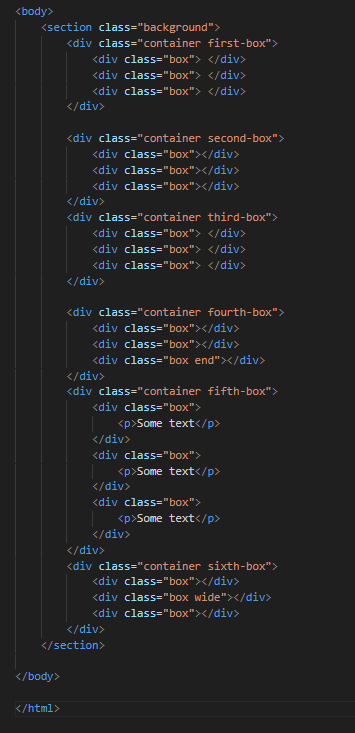 <body>
<section class="background">
<div class="container first-box">
<div class="box"> </div>
<div class="box"> </div>
<div class="box"> </div>
</div>
<div class="container second-box">
<div class="box"></div>
<div class="box"></div>
<div class="box"></div>
</div>
<div class="container third-box">
<div class="box"> </div>
<div class="box"> </div>
<div class="box"> </div>
</div>
<div class="container fourth-box">
<div class="box"></div>
<div class="box"></div>
<div class="box end"></div>
</div>
<div class="container fifth-box">
<div class="box">
<p>Some text</p>
</div>
<div class="box">
<p>Some text</p>
</div>
<div class="box">
<p>Some text</p>
</div>
</div>
<div class="container sixth-box">
<div class="box"></div>
<div class="box wide"></div>
<div class="box"></div>
</div>
</section>
</body>
</html>